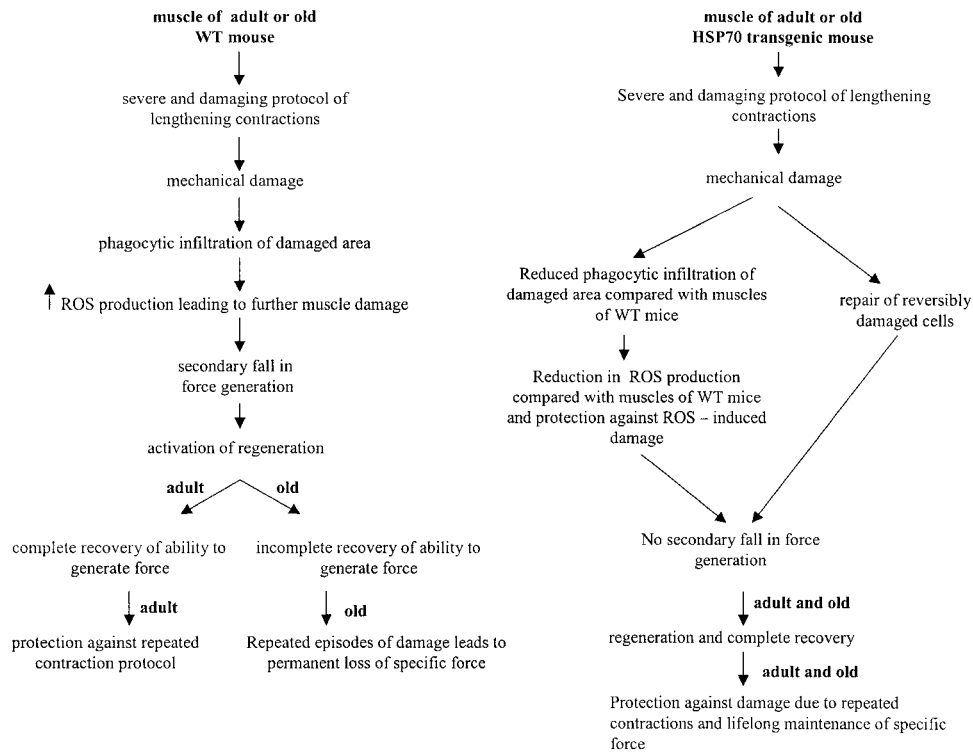 muscle of adult or old
WT mouse
severe and damaging protocol of
lengthening contractions
mechanical damage
phagocytic infiltration of damaged area
ROS production leading to further muscle damage
secondary fall in
force generation
activation of regeneration
adult
old
complete recovery of ability to
generate force
incomplete recovery of ability to
generate force
adult
old
protection against repeated
contraction protocol
Repeated episodes of damage leads to
permanent loss of specific force
muscle of adult or old
HSP70 transgenic mouse
Severe and damaging protocol of lengthening
contractions
mechanical damage
Reduced phagocytic infiltration of
damaged area compared with muscles
of WT mice
repair of reversibly
damaged cells
Reduction in ROS production
compared with muscles of WT mice
and protection against ROS – induced
damage
No secondary fall in force
generation
adult and old
regeneration and complete recovery
adult and old
Protection against damage due to repeated
contractions and lifelong maintenance of specific
force